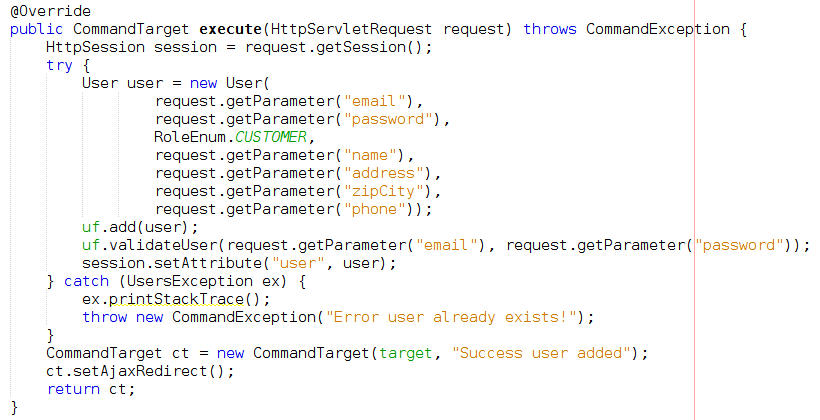 @Override
public CommandTarget execute(HttpServletRequest request) throws CommandException {
    HttpSession session = request.getSession();
    try {
        User user = new User(
                request.getParameter("email"),
                request.getParameter("password"),
                RoleEnum.CUSTOMER,
                request.getParameter("name"),
                request.getParameter("address"),
                request.getParameter("zipCity"),
                request.getParameter("phone"));
        uf.add(user);
        uf.validateUser(request.getParameter("email"), request.getParameter("password"));
        session.setAttribute("user", user);
    } catch (UsersException ex) {
        ex.printStackTrace();
        throw new CommandException("Error user already exists!");
    }
    CommandTarget ct = new CommandTarget(target, "Success user added");
    ct.setAjaxRedirect();
    return ct;
}